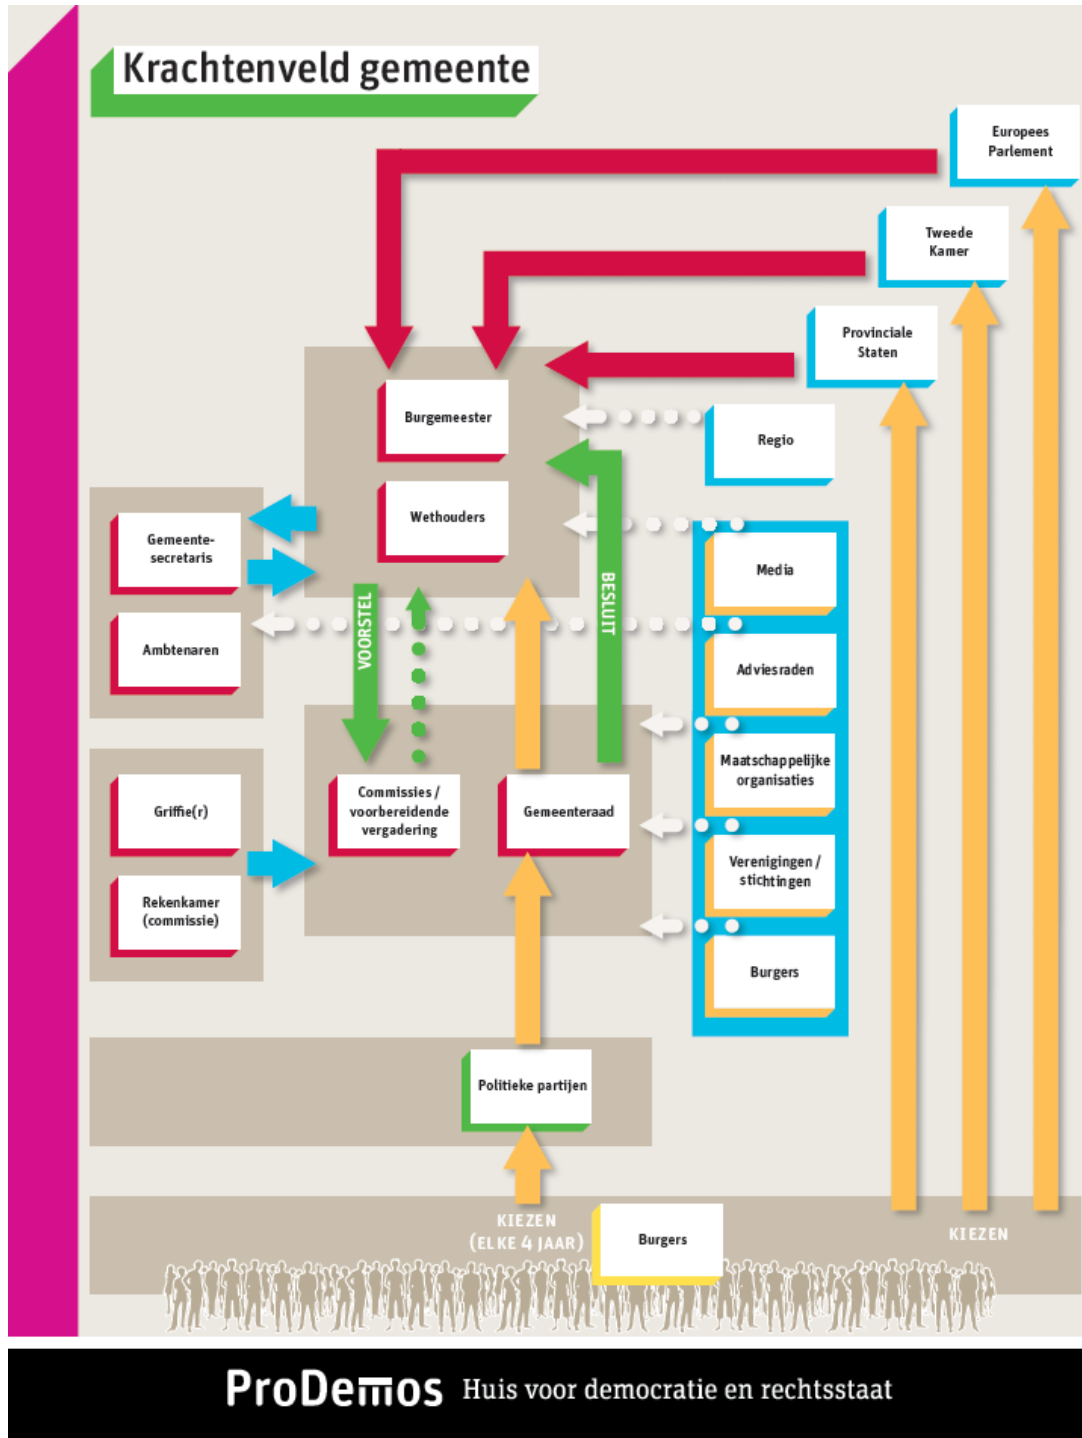 Krachtenveld gemeente
Europees
Parlement
Tweede
Kamer
Provinciale
Staten
Burgemeester
Regio
Wethouders
Gemeente-
secretaris
Media
BESLUIT
VOORSTEL
Ambtenaren
Adviesraden
Maatschappelijke
organisaties
Griffie(r)
Commissies /
voorbereidende
vergadering
Gemeenteraad
Verenigingen /
stichtingen
Rekenkamer
(commissie)
Burgers
Politieke partijen
KIEZEN
(ELKE 4 JAAR)
Burgers
KIEZEN
ProDemos Huis voor democratie en rechtsstaat